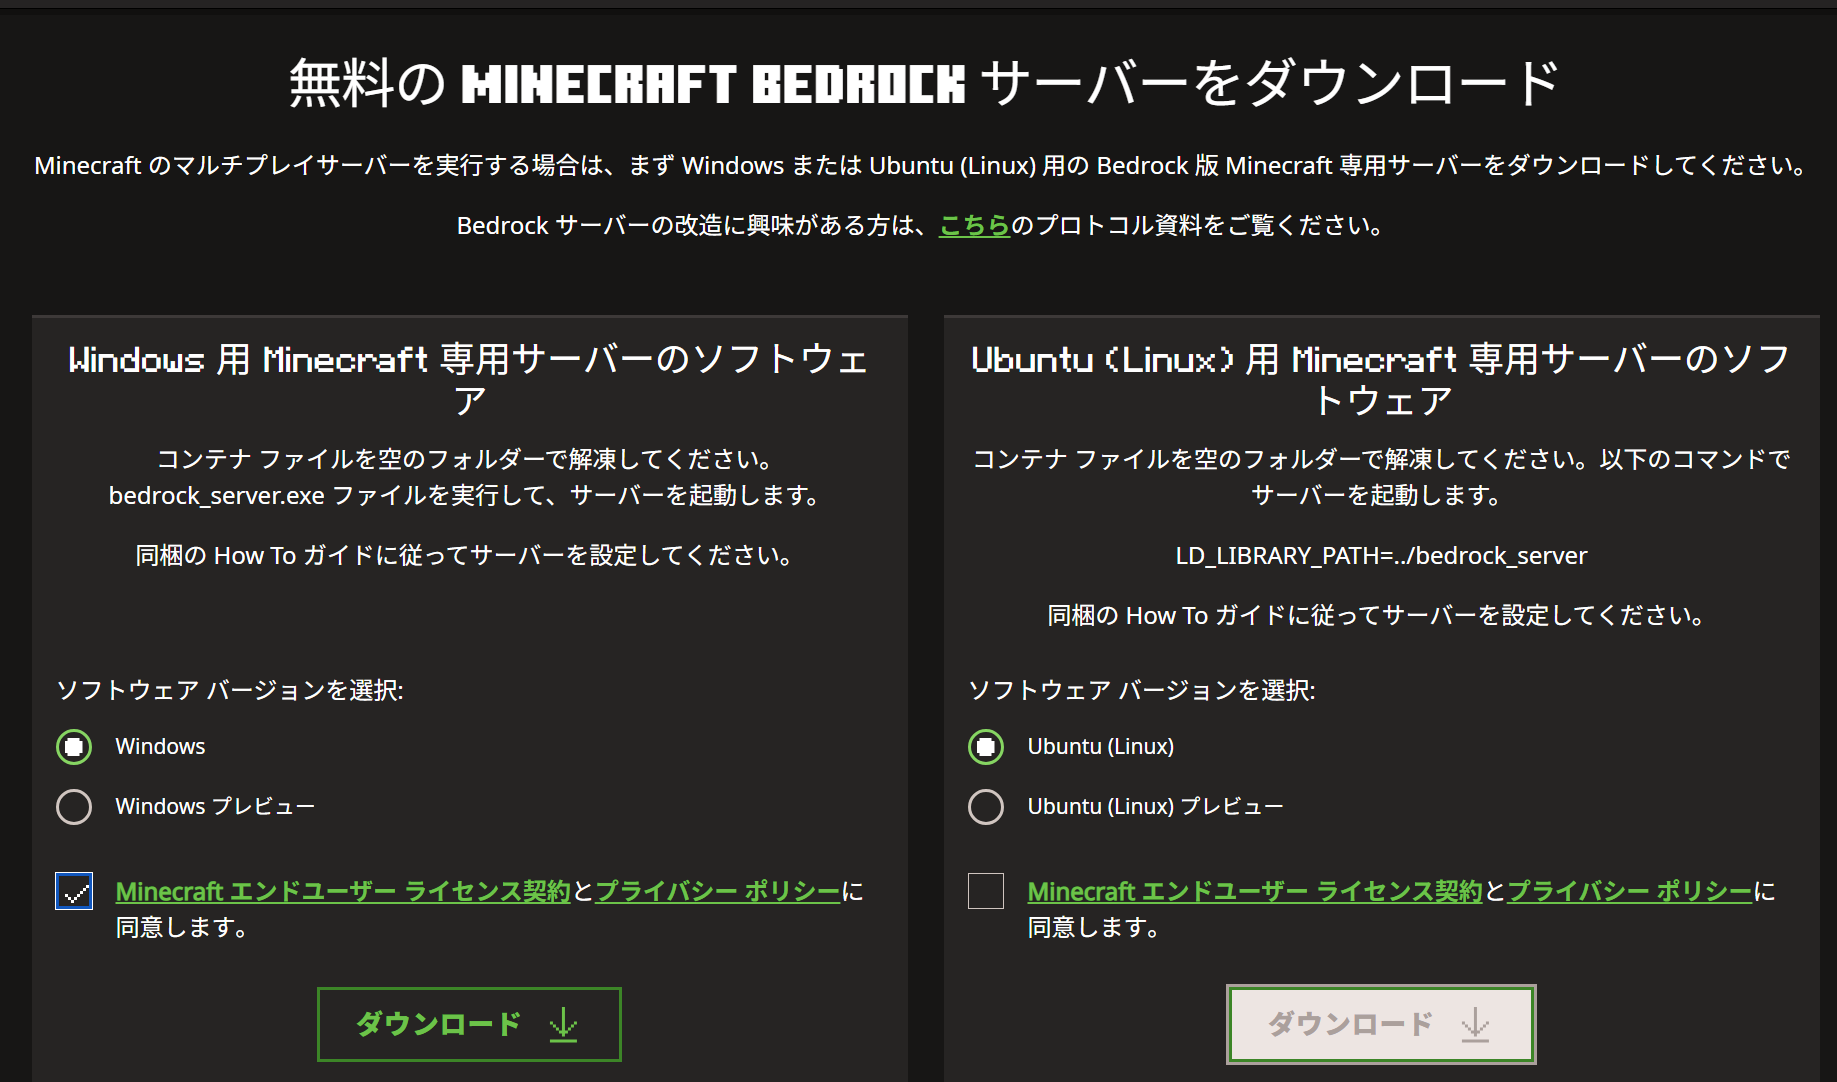 無料の MINECRAFT BEDROCK サーバーをダウンロード
Minecraft のマルチプレイサーバーを実行する場合は、まず Windows または Ubuntu (Linux) 用の Bedrock 版 Minecraft 専用サーバーをダウンロードしてください。
Bedrock サーバーの改造に興味がある方は、こちらのプロトコル資料をご覧ください。
Windows 用 Minecraft 専用サーバーのソフトウェ
ア
コンテナ ファイルを空のフォルダーで解凍してください。
bedrock_server.exe ファイルを実行して、サーバーを起動します。
同梱の How To ガイドに従ってサーバーを設定してください。
ソフトウェア バージョンを選択:
Windows
Windows プレビュー
Minecraft エンドユーザー ライセンス契約とプライバシー ポリシーに
同意します。
ダウンロード
Ubuntu (Linux) 用 Minecraft 専用サーバーのソフ
トウェア
コンテナ ファイルを空のフォルダーで解凍してください。以下のコマンドで
サーバーを起動します。
LD_LIBRARY_PATH=../bedrock_server
同梱の How To ガイドに従ってサーバーを設定してください。
ソフトウェア バージョンを選択:
Ubuntu (Linux)
Ubuntu (Linux) プレビュー
Minecraft エンドユーザー ライセンス契約とプライバシー ポリシーに
同意します。
ダウンロード